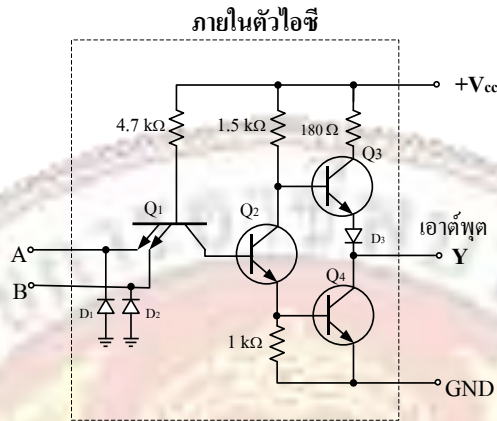 ภายในตัวไอซี
+Vcc
4.7 kΩ
1.5 kΩ
180 Ω
Q3
Q1
Q2
D3
เอาต์พุต
A
Y
B
Q4
D1
D2
1 kΩ
GND